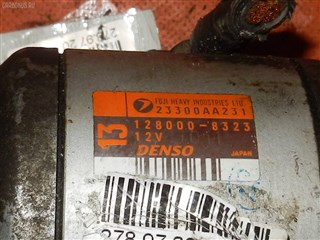 FUJI HEAVY INDUSTRIES LTD.
23300AA231
13
128000-8323
12V
DENSO
JAPAN